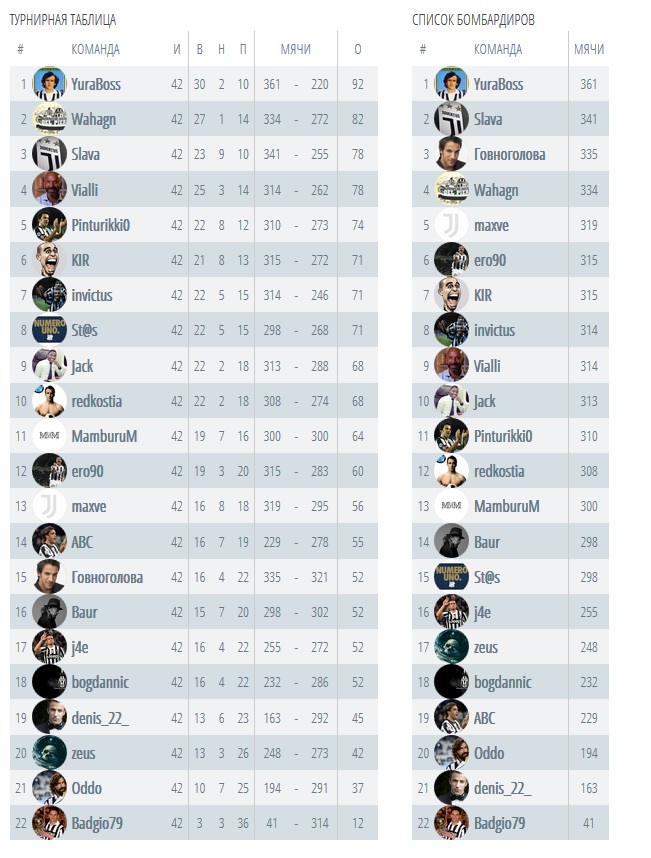 ТУРНИРНАЯ ТАБЛИЦА
# КОМАНДА И В Н П МЯЧИ О
1 YuraBoss 42 30 2 10 361 - 220 92
2 Wahagn 42 27 1 14 334 - 272 82
3 Slava 42 23 9 10 341 - 255 78
4 Vialli 42 25 3 14 314 - 262 78
5 Pinturikki0 42 22 8 12 310 - 273 74
6 KIR 42 21 8 13 315 - 272 71
7 invictus 42 22 5 15 314 - 246 71
8 St@s 42 22 5 15 298 - 268 71
9 Jack 42 22 2 18 313 - 288 68
10 redkostia 42 22 2 18 308 - 274 68
11 MamburuM 42 19 7 16 300 - 300 64
12 ero90 42 19 3 20 315 - 283 60
13 maxve 42 16 8 18 319 - 295 56
14 ABC 42 16 7 19 229 - 278 55
15 Говноголова 42 16 4 22 335 - 321 52
16 Baur 42 15 7 20 298 - 302 52
17 j4e 42 16 4 22 255 - 272 52
18 bogdannic 42 16 4 22 232 - 286 52
19 denis_22_ 42 13 6 23 163 - 292 45
20 zeus 42 13 3 26 248 - 273 42
21 Oddo 42 10 7 25 194 - 291 37
22 Badgio79 42 3 3 36 41 - 314 12
СПИСОК БОМБАРДИРОВ
# КОМАНДА МЯЧИ
1 YuraBoss 361
2 Slava 341
3 Говноголова 335
4 Wahagn 334
5 maxve 319
6 ero90 315
7 KIR 315
8 invictus 314
9 Vialli 314
10 Jack 313
11 Pinturikki0 310
12 redkostia 308
13 MamburuM 300
14 Baur 298
15 St@s 298
16 j4e 255
17 zeus 248
18 bogdannic 232
19 ABC 229
20 Oddo 194
21 denis_22_ 163
22 Badgio79 41
NUMERO
UNO.
NUMERO
UNO.